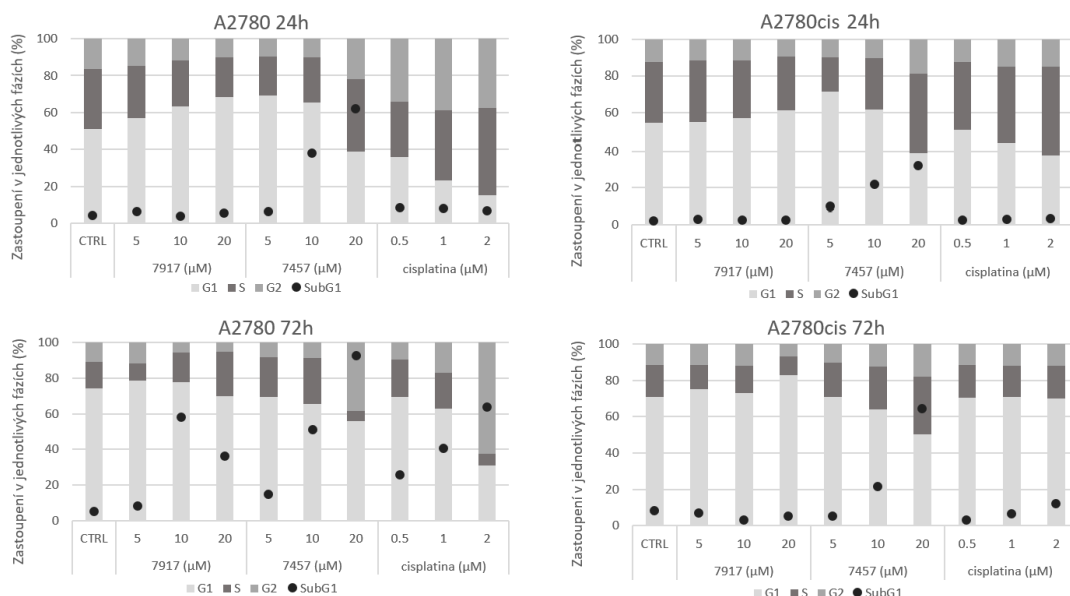 A2780 24h
Zastoupení v jednotlivých fázích (%)
100
80
60
40
20
0
CTRL 5 10 20 5 10 20 0.5 1 2
7917 (µM) 7457 (µM) cisplatina (µM)
G1 S G2 SubG1
A2780cis 24h
Zastoupení v jednotlivých fázích (%)
100
80
60
40
20
0
CTRL 5 10 20 5 10 20 0.5 1 2
7917 (µM) 7457 (µM) cisplatina (µM)
G1 S G2 SubG1
A2780 72h
Zastoupení v jednotlivých fázích (%)
100
80
60
40
20
0
CTRL 5 10 20 5 10 20 0.5 1 2
7917 (µM) 7457 (µM) cisplatina (µM)
G1 S G2 SubG1
A2780cis 72h
Zastoupení v jednotlivých fázích (%)
100
80
60
40
20
0
CTRL 5 10 20 5 10 20 0.5 1 2
7917 (µM) 7457 (µM) cisplatina (µM)
G1 S G2 SubG1